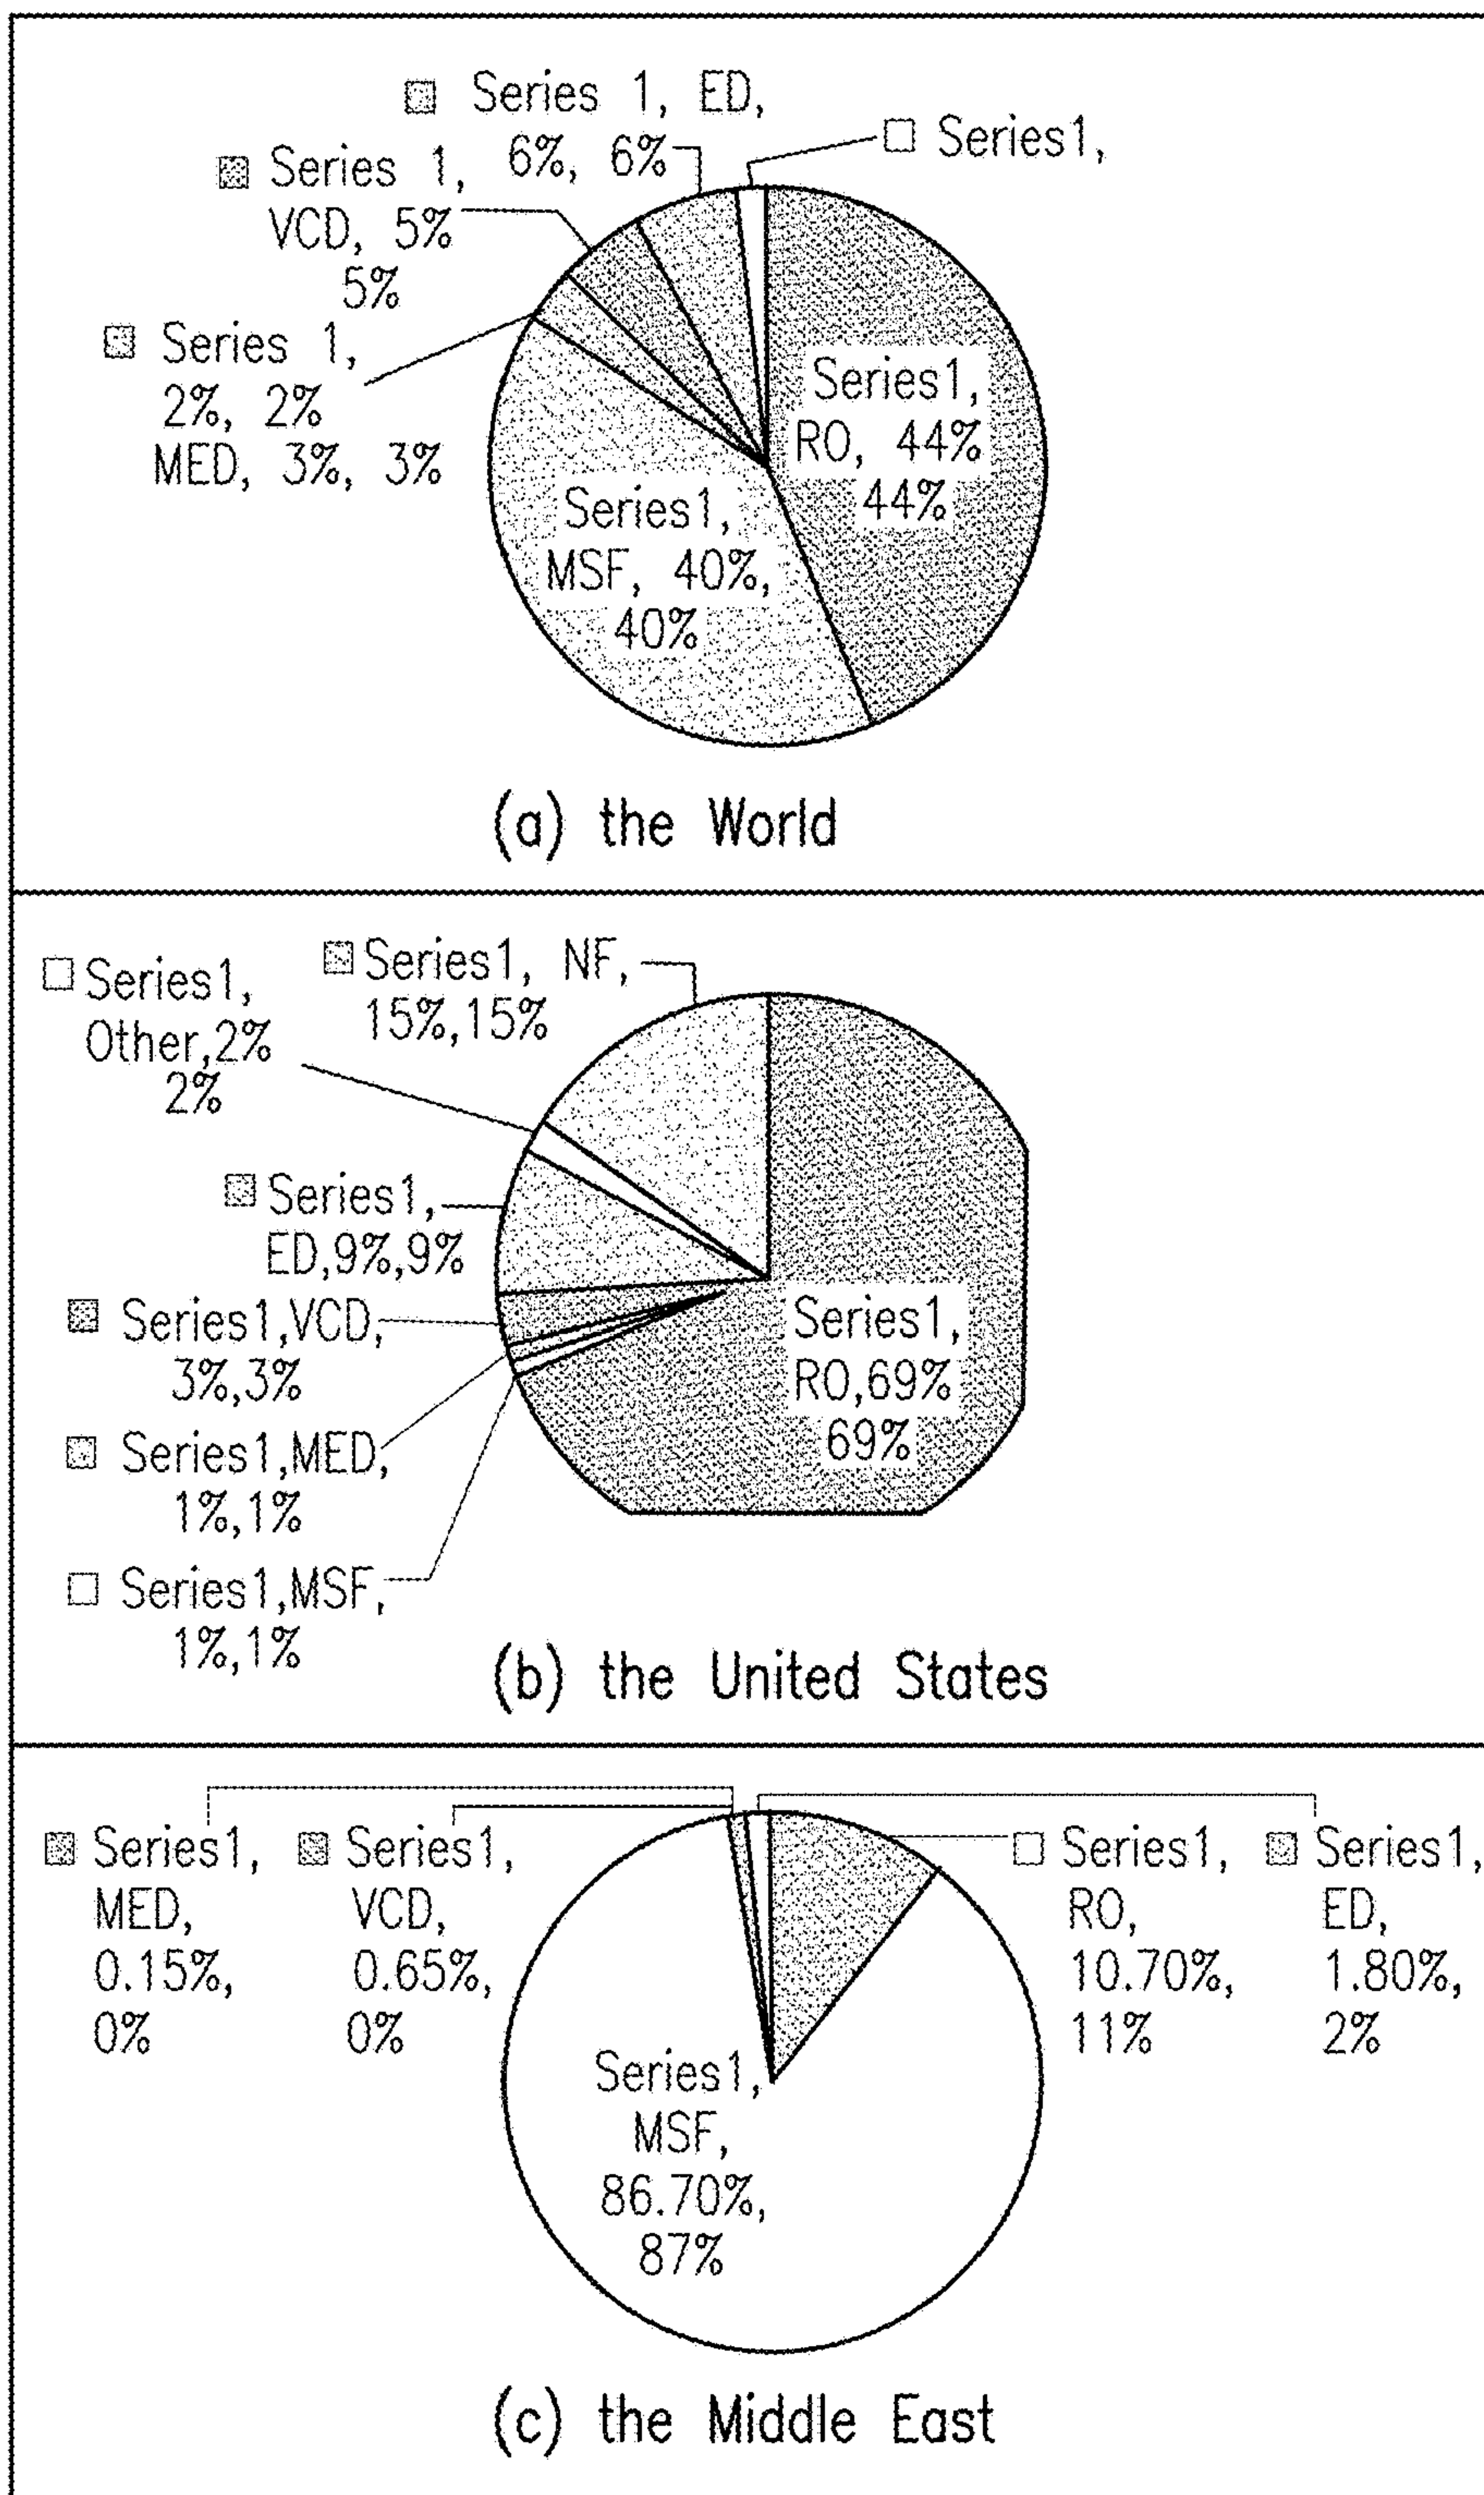 Series 1, ED,
6%, 6%
Series1,
Series 1,
VCD, 5%
5%
Series 1,
2%, 2%
MED, 3%, 3%
Series1,
RO, 44%
44%
Series1,
MSF, 40%,
40%
(a) the World
Series1, NF,
15%,15%
Series1,
Other,2%
2%
Series1,
ED,9%,9%
Series1,VCD,
3%,3%
Series1,MED,
1%,1%
Series1,MSF,
1%,1%
Series1,
RO,69%
69%
(b) the United States
Series1,
MED,
0.15%,
0%
Series1,
VCD,
0.65%,
0%
Series1,
RO,
10.70%,
11%
Series1,
ED,
1.80%,
2%
Series1,
MSF,
86.70%,
87%
(c) the Middle East